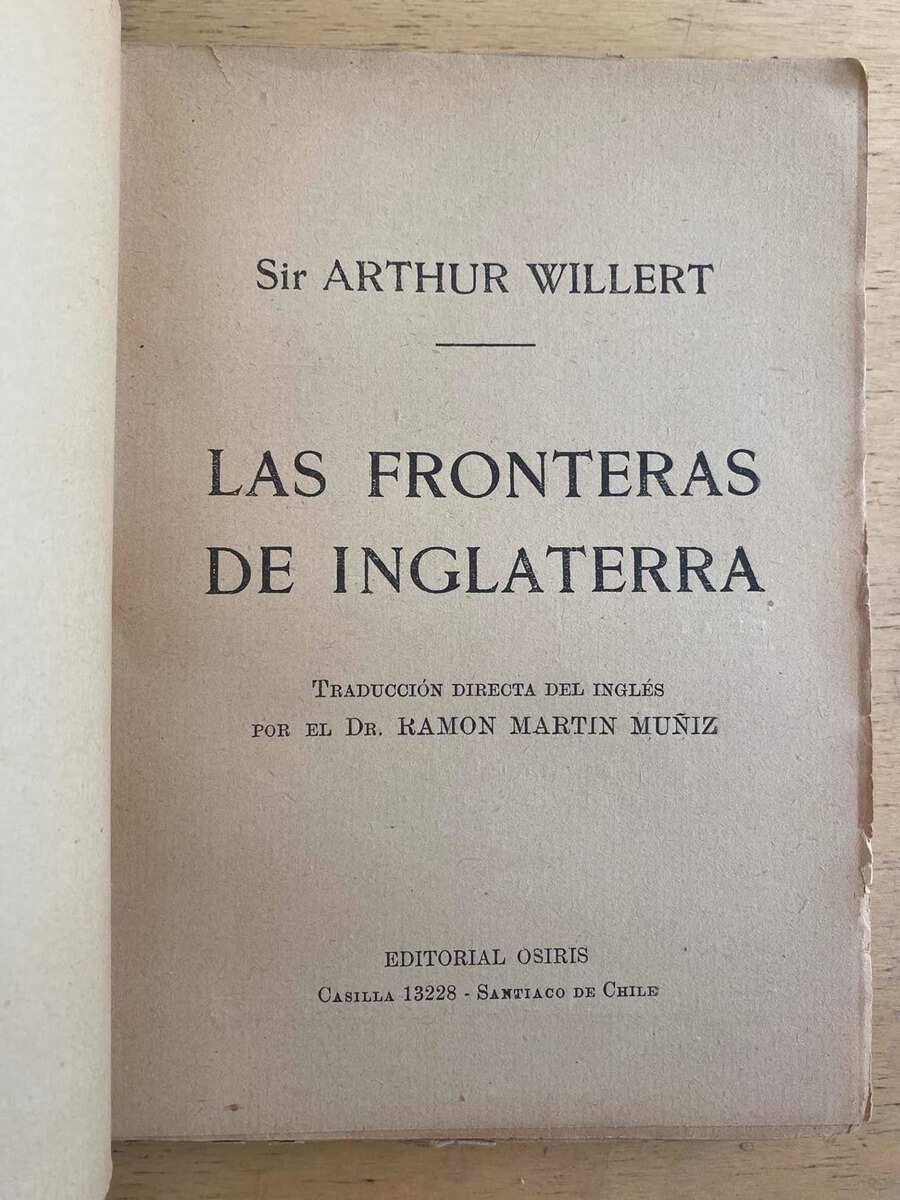 Sir ARTHUR WILLERT
LAS FRONTERAS
DE INGLATERRA
TRADUCCIÓN DIRECTA DEL INGLÉS
POR EL DR. RAMON MARTIN MUÑIZ
EDITORIAL OSIRIS
CASILLA 13228 - SANTIAGO DE CHILE